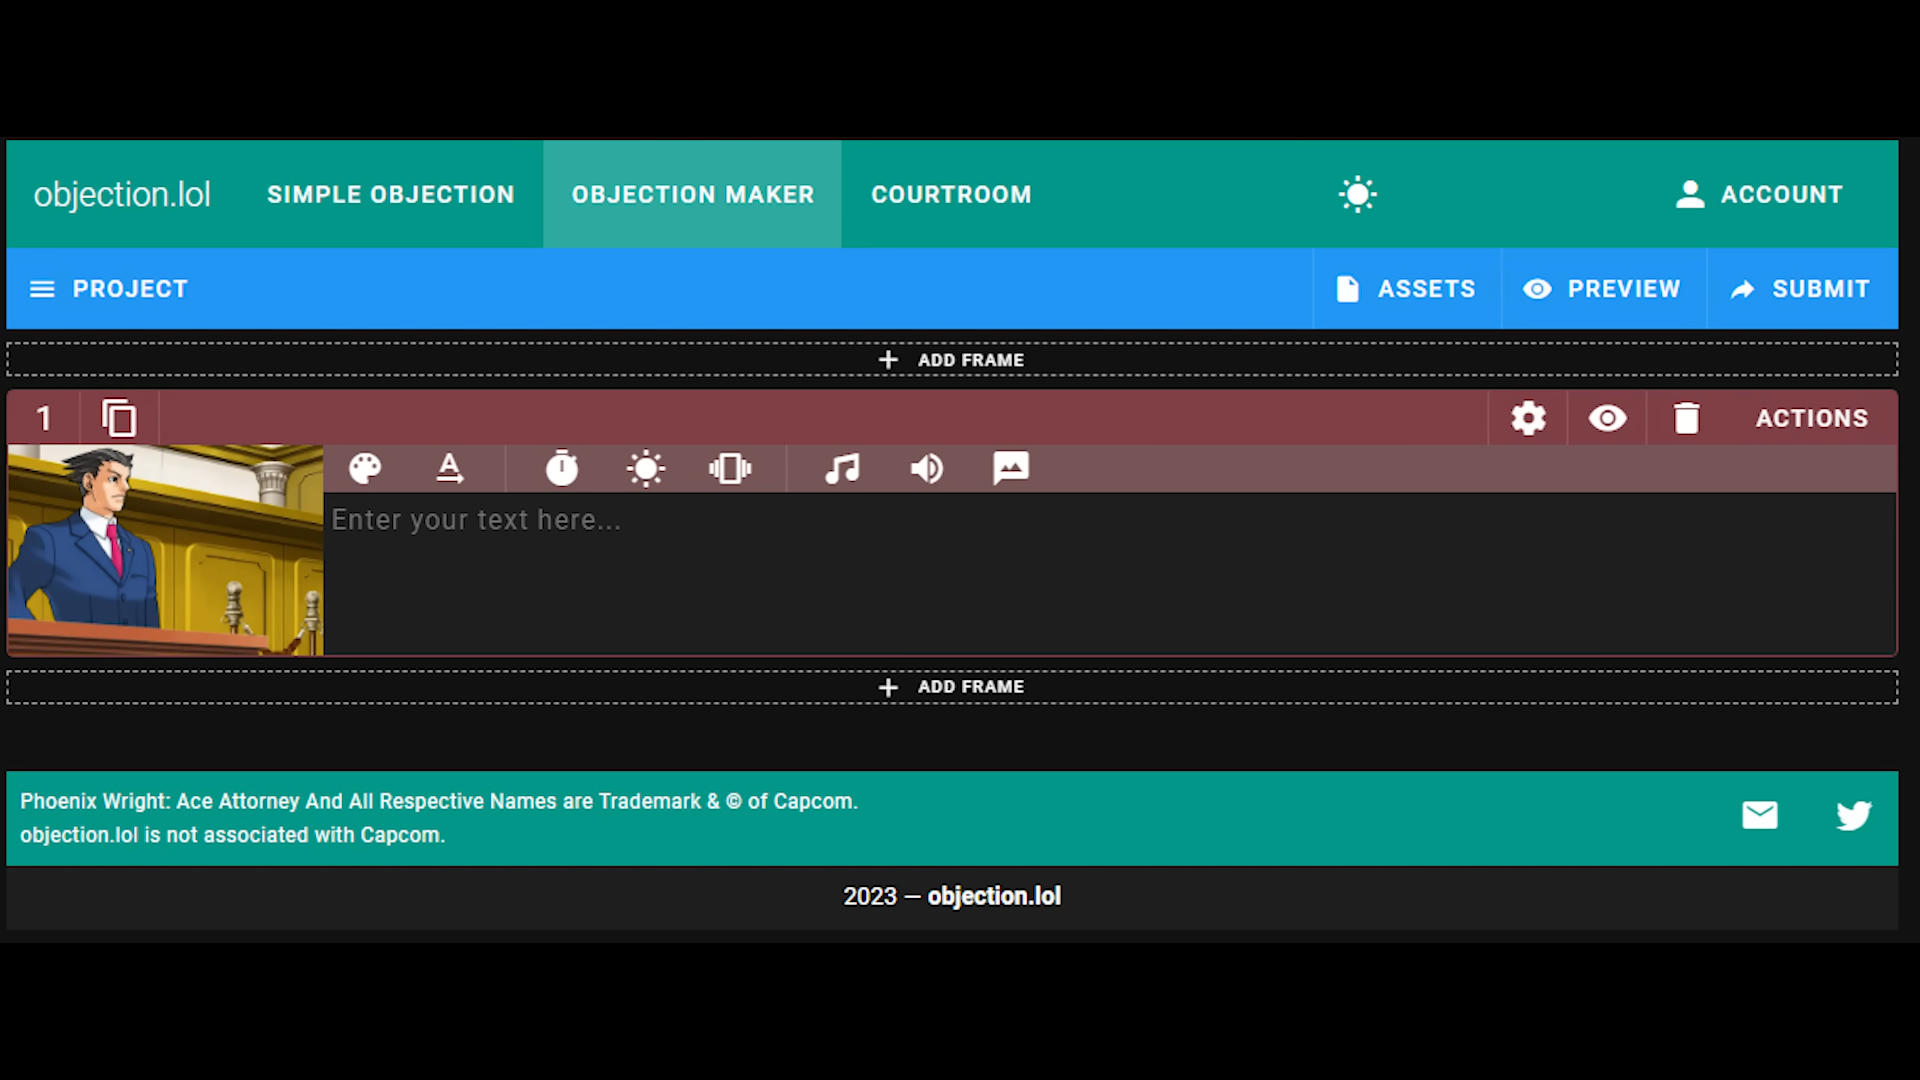 objection.lol SIMPLE OBJECTION OBJECTION MAKER COURTROOM ACCOUNT
PROJECT ASSETS PREVIEW SUBMIT
ADD FRAME
1 ACTIONS
A
Enter your text here...
ADD FRAME
Phoenix Wright: Ace Attorney And All Respective Names are Trademark & © of Capcom.
objection.lol is not associated with Capcom.
2023 — objection.lol